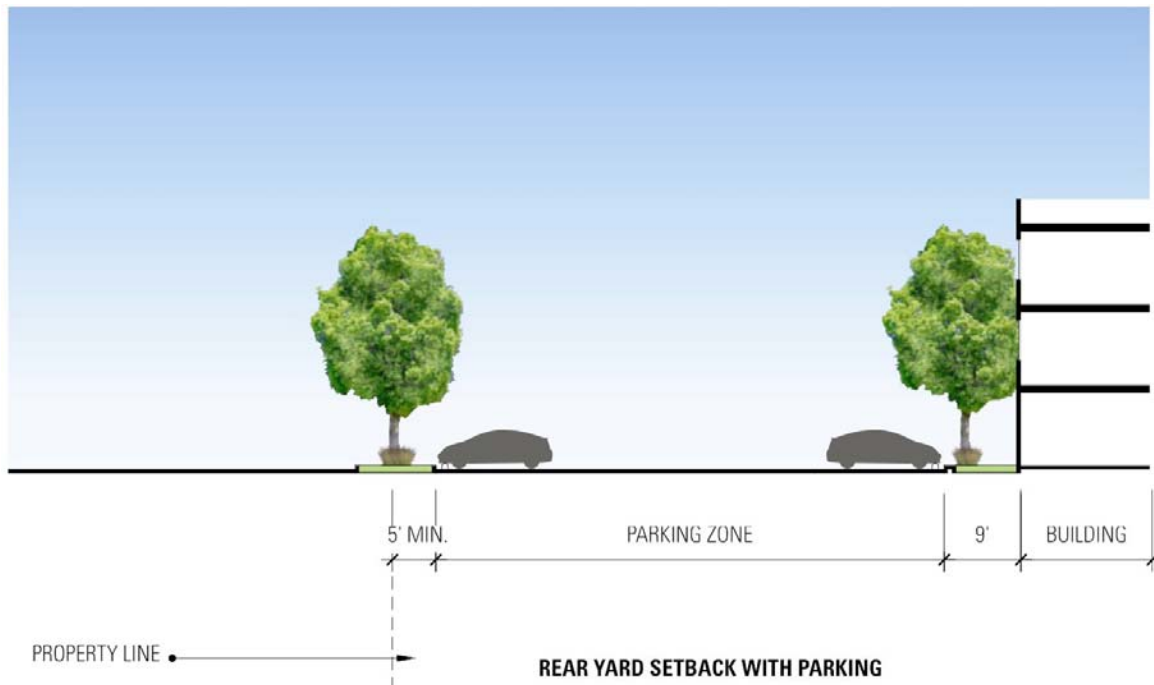 5' MIN.
PARKING ZONE
9'
BUILDING
PROPERTY LINE
REAR YARD SETBACK WITH PARKING